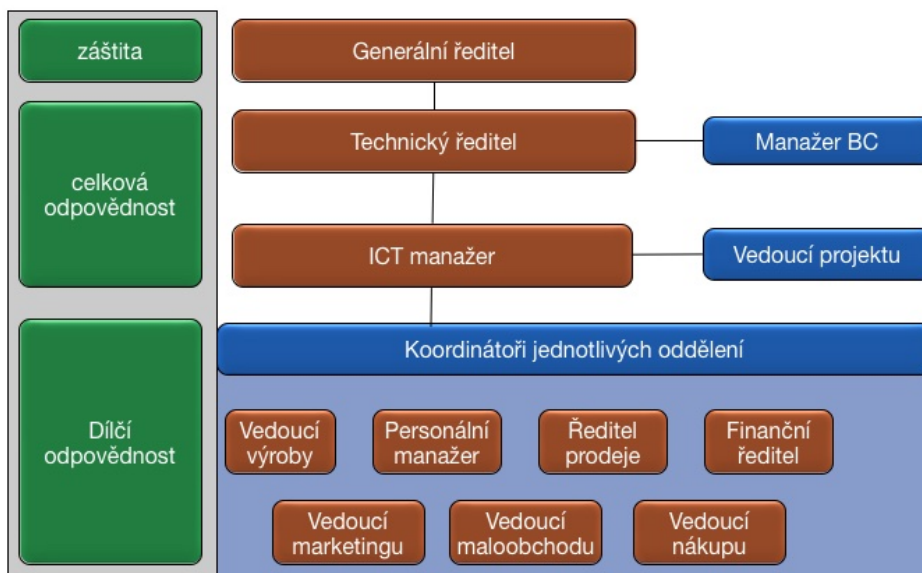 záštita
Generální ředitel
Technický ředitel
Manažer BC
celková
odpovědnost
ICT manažer
Vedoucí projektu
Koordinátoři jednotlivých oddělení
Dílčí
odpovědnost
Vedoucí
výroby
Personální
manažer
Ředitel
prodeje
Finanční
ředitel
Vedoucí
marketingu
Vedoucí
maloobchodu
Vedoucí
nákupu